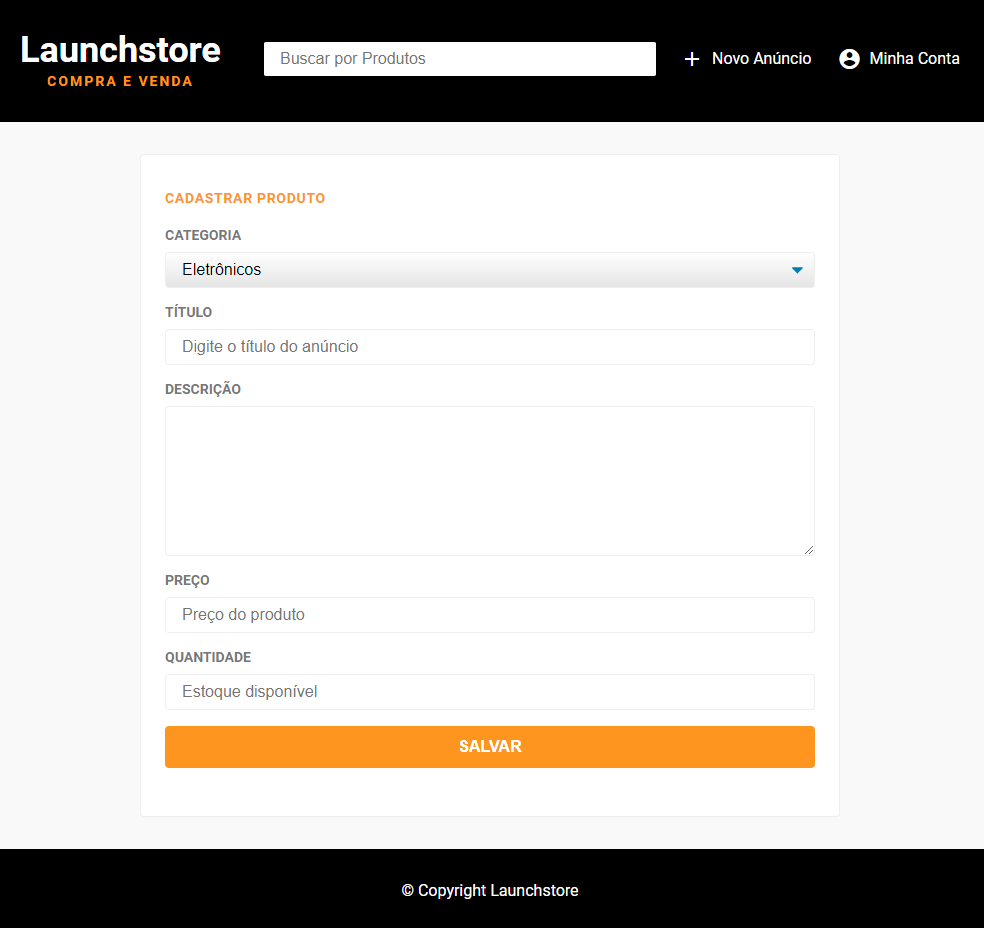 Launchstore
COMPRA E VENDA
Buscar por Produtos
Novo Anúncio
Minha Conta
CADASTRAR PRODUTO
CATEGORIA
Eletrônicos
TÍTULO
Digite o título do anúncio
DESCRIÇÃO
PREÇO
Preço do produto
QUANTIDADE
Estoque disponível
SALVAR
© Copyright Launchstore